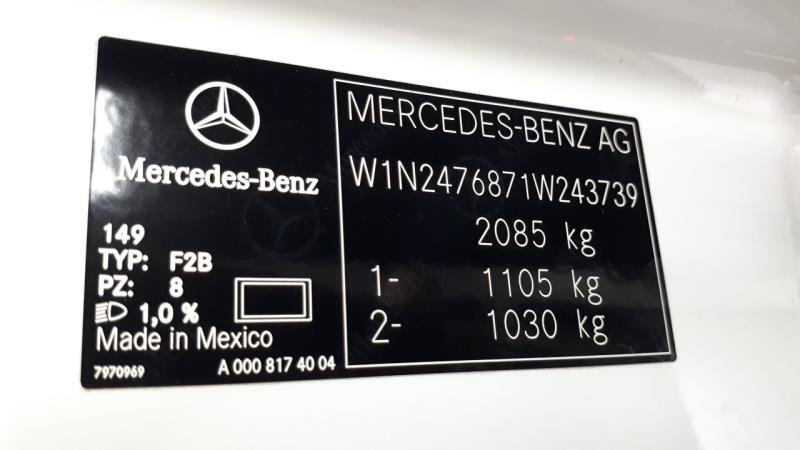 Mercedes-Benz
149
TYP: F2B
PZ: 8
1,0 %
Made in Mexico
7970969 A 000 817 40 04
MERCEDES-BENZ AG
W1N2476871W243739
2085 kg
1- 1105 kg
2- 1030 kg